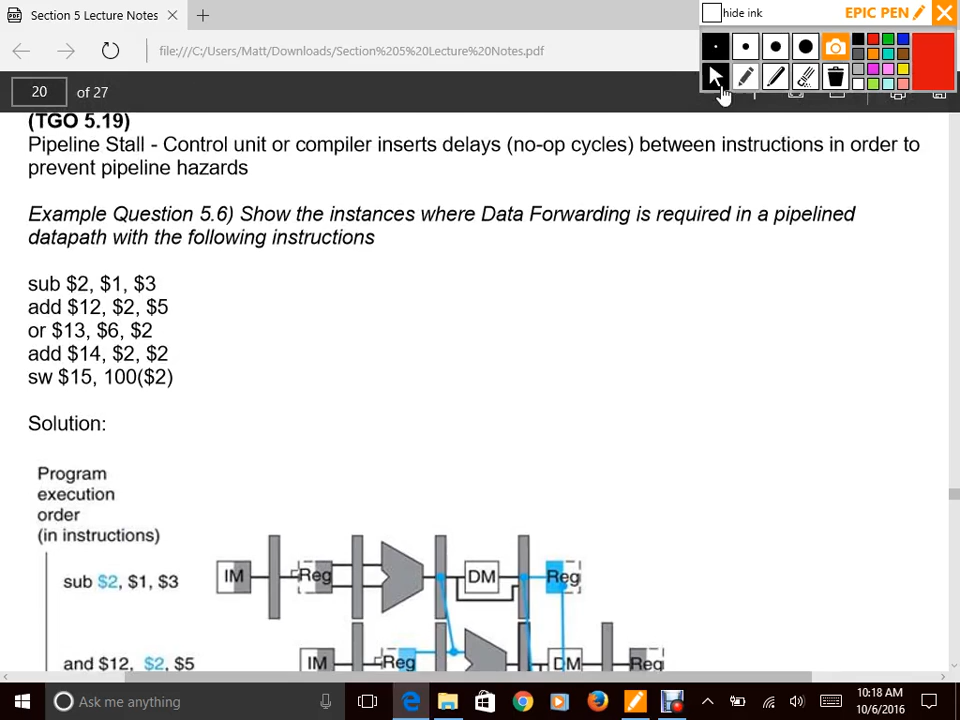 Section 5 Lecture Notes
hide ink
EPIC PEN
file:///C:/Users/Matt/Downloads/Section%205%20Lecture%20Notes.pdf
20 of 27
(TGO 5.19)
Pipeline Stall - Control unit or compiler inserts delays (no-op cycles) between instructions in order to
prevent pipeline hazards
Example Question 5.6) Show the instances where Data Forwarding is required in a pipelined
datapath with the following instructions
sub $2, $1, $3
add $12, $2, $5
or $13, $6, $2
add $14, $2, $2
sw $15, 100($2)
Solution:
Program
execution
order
(in instructions)
sub $2, $1, $3
IM Reg DM Reg
and $12, $2, $5
IM Reg DM Reg
Ask me anything
10:18 AM
10/6/2016